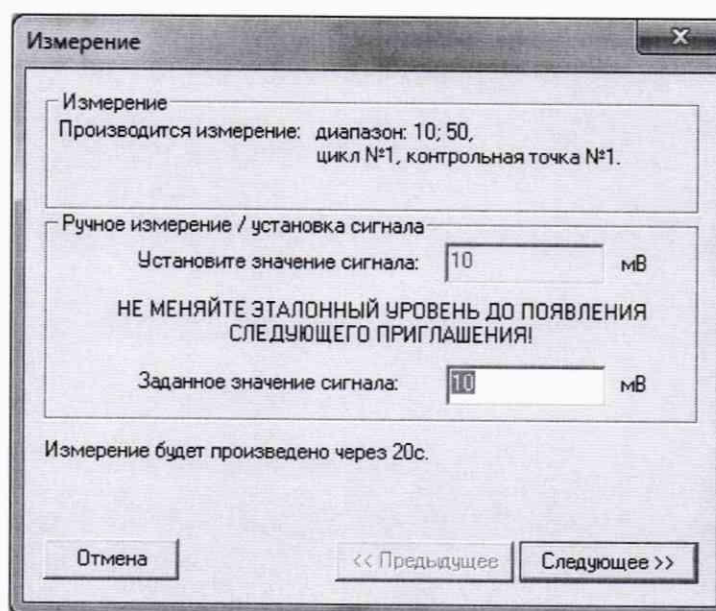 Измерение
Измерение
Производится измерение: диапазон: 10; 50,
цикл №1, контрольная точка №1.
Ручное измерение / установка сигнала
Установите значение сигнала: 10 мВ
НЕ МЕНЯЙТЕ ЭТАЛОННЫЙ УРОВЕНЬ ДО ПОЯВЛЕНИЯ
СЛЕДУЮЩЕГО ПРИГЛАШЕНИЯ!
Заданное значение сигнала: 10 мВ
Измерение будет произведено через 20с.
Отмена << Предыдущее Следующее >>